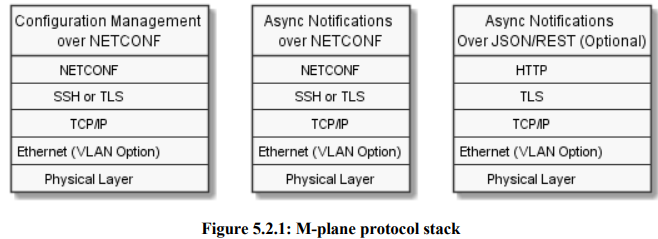 Configuration Management
over NETCONF
NETCONF
SSH or TLS
TCP/IP
Ethernet (VLAN Option)
Physical Layer
Async Notifications
over NETCONF
NETCONF
SSH or TLS
TCP/IP
Ethernet (VLAN Option)
Physical Layer
Async Notifications
Over JSON/REST (Optional)
HTTP
TLS
TCP/IP
Ethernet (VLAN Option)
Physical Layer
Figure 5.2.1: M-plane protocol stack